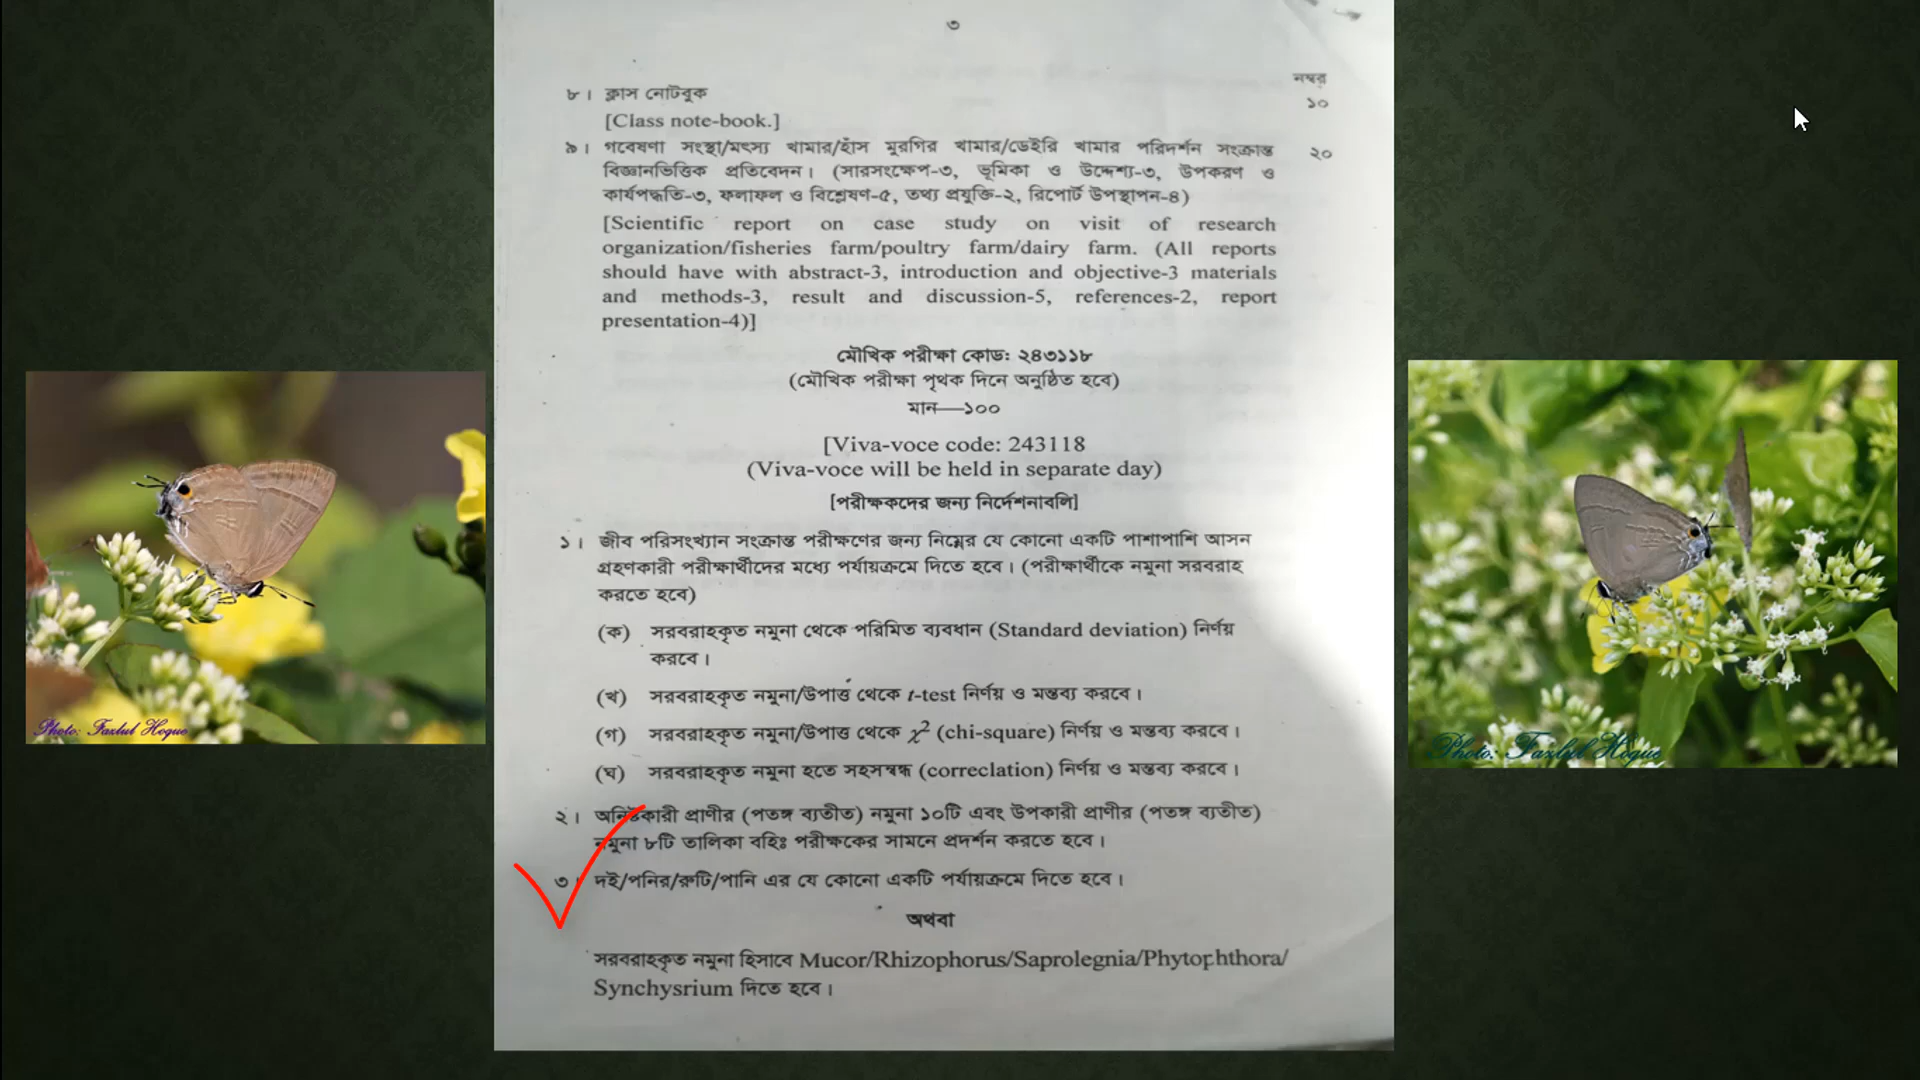 ৩
নম্বর
৮। ক্লাস নোটবুক ১০
[Class note-book.]
৯। গবেষণা সংস্থা/মৎস্য খামার/হাঁস মুরগির খামার/ডেইরি খামার পরিদর্শন সংক্রান্ত ২০
বিজ্ঞানভিত্তিক প্রতিবেদন। (সারসংক্ষেপ-৩, ভূমিকা ও উদ্দেশ্য-৩, উপকরণ ও
কার্যপদ্ধতি-৩, ফলাফল ও বিশ্লেষণ-৫, তথ্য প্রযুক্তি-২, রিপোর্ট উপস্থাপন-৪)
[Scientific report on case study on visit of research
organization/fisheries farm/poultry farm/dairy farm. (All reports
should have with abstract-3, introduction and objective-3 materials
and methods-3, result and discussion-5, references-2, report
presentation-4)]
মৌখিক পরীক্ষা কোড: ২৪৩১১৮
(মৌখিক পরীক্ষা পৃথক দিনে অনুষ্ঠিত হবে)
মান—১০০
[Viva-voce code: 243118
(Viva-voce will be held in separate day)
[পরীক্ষকদের জন্য নির্দেশনাবলি]
১। জীব পরিসংখ্যান সংক্রান্ত পরীক্ষণের জন্য নিম্নের যে কোনো একটি পাশাপাশি আসন
গ্রহণকারী পরীক্ষার্থীদের মধ্যে পর্যায়ক্রমে দিতে হবে। (পরীক্ষার্থীকে নমুনা সরবরাহ
করতে হবে)
(ক) সরবরাহকৃত নমুনা থেকে পরিমিত ব্যবধান (Standard deviation) নির্ণয়
করবে।
(খ) সরবরাহকৃত নমুনা/উপাত্ত থেকে t-test নির্ণয় ও মন্তব্য করবে।
(গ) সরবরাহকৃত নমুনা/উপাত্ত থেকে χ² (chi-square) নির্ণয় ও মন্তব্য করবে।
(ঘ) সরবরাহকৃত নমুনা হতে সহসম্বন্ধ (correclation) নির্ণয় ও মন্তব্য করবে।
২। অনিষ্টকারী প্রাণীর (পতঙ্গ ব্যতীত) নমুনা ১০টি এবং উপকারী প্রাণীর (পতঙ্গ ব্যতীত)
নমুনা ৮টি তালিকা বহিঃ পরীক্ষকের সামনে প্রদর্শন করতে হবে।
৩। দই/পনির/রুটি/পানি এর যে কোনো একটি পর্যায়ক্রমে দিতে হবে।
অথবা
সরবরাহকৃত নমুনা হিসাবে Mucor/Rhizophorus/Saprolegnia/Phytophthora/
Synchysrium দিতে হবে।
Photo: Fazlul Hoque
Photo: Fazlul Hoque